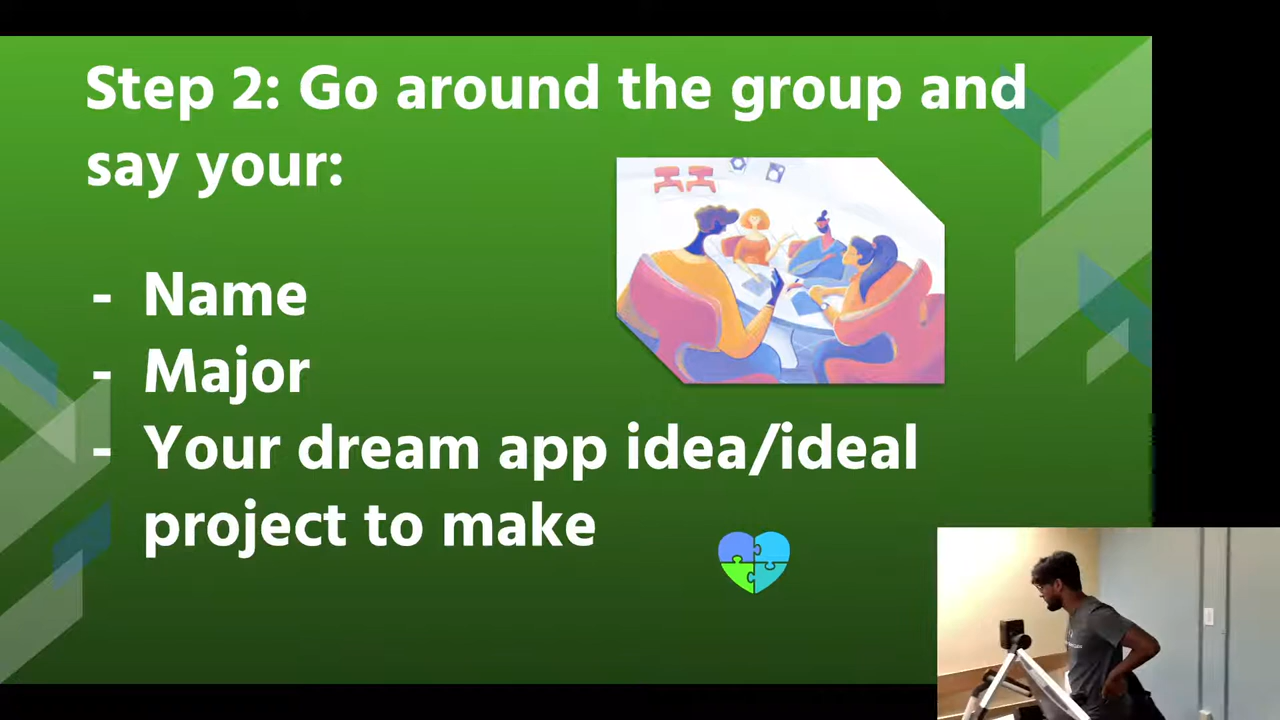 Step 2: Go around the group and
say your:
- Name
- Major
- Your dream app idea/ideal
project to make